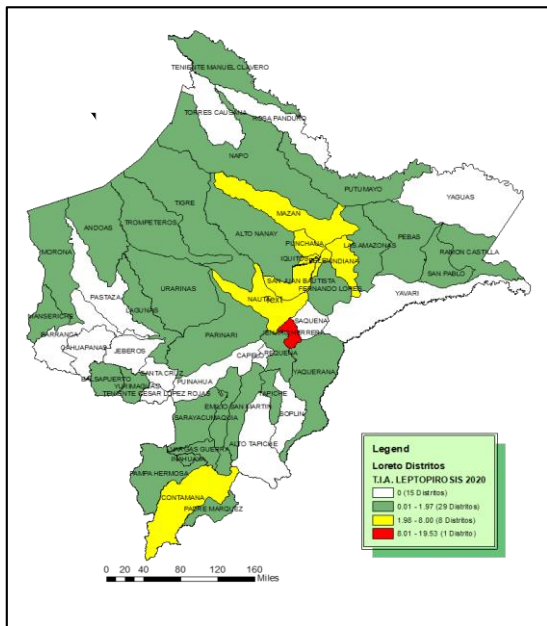 TENIENTE MANUEL CLAVERO
TORRES CAUSANA
ROSA PANDURO
NAPO
PUTUMAYO
YAGUAS
TIGRE
MAZAN
ANDOAS
TROMPETEROS
ALTO NANAY
PUNCHANA
LAS AMAZONAS
PEBAS
RAMON CASTILLA
MORONA
IQUITOS
INDIANA
SAN PABLO
SAN JUAN BAUTISTA
FERNANDO LORES
PASTAZA
URARINAS
NAUTA
Text
YAVARI
MANSERICHE
LAGUNAS
SAQUENA
BARRANCA
PARINARI
HERRERA
CAHUAPANAS
JEBEROS
CAPELO
REQUENA
SANTA CRUZ
PUINAHUA
YAQUERANA
BALSAPUERTO
YURIMAGUAS
TENIENTE CESAR LOPEZ ROJAS
TAPICHE
EMILIO SAN MARTIN
SOPLIN
SARAYACU
MAQUIA
ALTO TAPICHE
VARGAS GUERRA
INAHUAYA
PAMPA HERMOSA
CONTAMANA
PADRE MARQUEZ
Legend
Loreto Distritos
T.I.A. LEPTOPIROSIS 2020
0 (15 Distritos)
0.01 - 1.97 (29 Distritos)
1.98 - 8.00 (8 Distritos)
8.01 - 19.53 (1 Distrito)
0 20 40 80 120 160
Miles